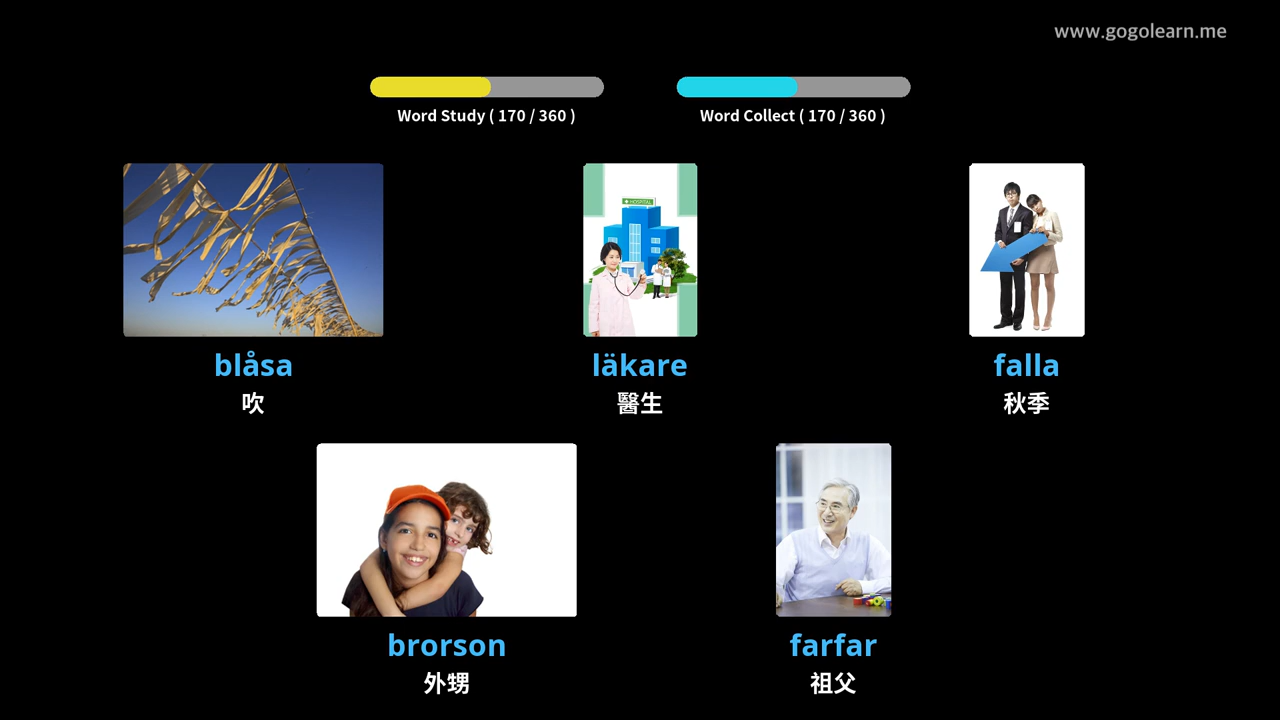 www.gogolearn.me
Word Study ( 170 / 360 )
Word Collect ( 170 / 360 )
HOSPITAL
blåsa
läkare
falla
吹
醫生
秋季
brorson
farfar
外甥
祖父